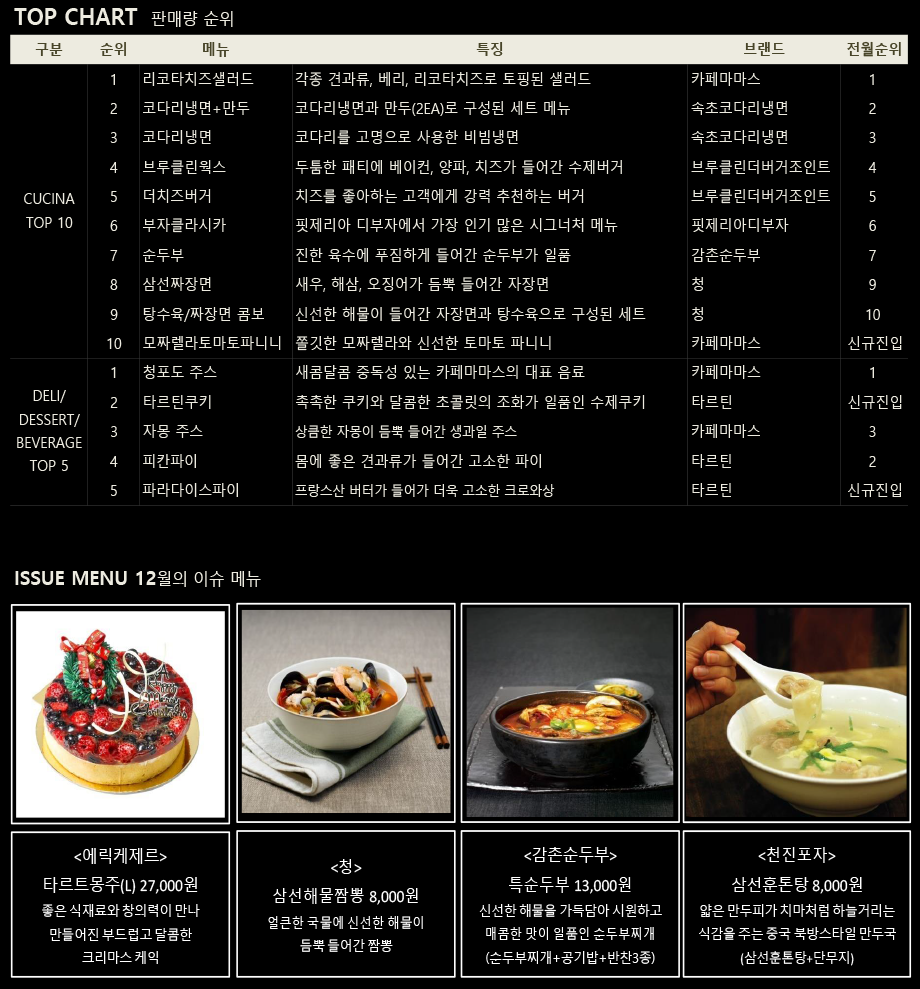 TOP CHART 판매량 순위
구분 순위 메뉴 특징 브랜드 전월순위
CUCINA
TOP 10
1 리코타치즈샐러드 각종 견과류, 베리, 리코타치즈로 토핑된 샐러드 카페마마스 1
2 코다리냉면+만두 코다리냉면과 만두(2EA)로 구성된 세트 메뉴 속초코다리냉면 2
3 코다리냉면 코다리를 고명으로 사용한 비빔냉면 속초코다리냉면 3
4 브루클린웍스 두툼한 패티에 베이컨, 양파, 치즈가 들어간 수제버거 브루클린더버거조인트 4
5 더치즈버거 치즈를 좋아하는 고객에게 강력 추천하는 버거 브루클린더버거조인트 5
6 부자클라시카 핏제리아 디부자에서 가장 인기 많은 시그너처 메뉴 핏제리아디부자 6
7 순두부 진한 육수에 푸짐하게 들어간 순두부가 일품 감촌순두부 7
8 삼선짜장면 새우, 해삼, 오징어가 듬뿍 들어간 자장면 청 9
9 탕수육/짜장면 콤보 신선한 해물이 들어간 자장면과 탕수육으로 구성된 세트 청 10
10 모짜렐라토마토파니니 쫄깃한 모짜렐라와 신선한 토마토 파니니 카페마마스 신규진입
DELI/
DESSERT/
BEVERAGE
TOP 5
1 청포도 주스 새콤달콤 중독성 있는 카페마마스의 대표 음료 카페마마스 1
2 타르틴쿠키 촉촉한 쿠키와 달콤한 초콜릿의 조화가 일품인 수제쿠키 타르틴 신규진입
3 자몽 주스 상큼한 자몽이 듬뿍 들어간 생과일 주스 카페마마스 3
4 피칸파이 몸에 좋은 견과류가 들어간 고소한 파이 타르틴 2
5 파라다이스파이 프랑스산 버터가 들어가 더욱 고소한 크로와상 타르틴 신규진입
ISSUE MENU 12월의 이슈 메뉴
<에릭케제르>
타르트몽주(L) 27,000원
좋은 식재료와 창의력이 만나
만들어진 부드럽고 달콤한
크리마스 케익
<청>
삼선해물짬뽕 8,000원
얼큰한 국물에 신선한 해물이
듬뿍 들어간 짬뽕
<감촌순두부>
특순두부 13,000원
신선한 해물을 가득담아 시원하고
매콤한 맛이 일품인 순두부찌개
(순두부찌개+공기밥+반찬3종)
<천진포자>
삼선훈톤탕 8,000원
얇은 만두피가 치마처럼 하늘거리는
식감을 주는 중국 북방스타일 만두국
(삼선훈톤탕+단무지)